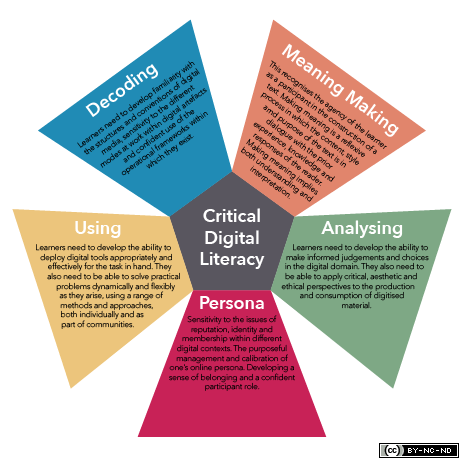 Decoding
Learners need to develop familiarity with
the structures and conventions of digital
media, sensitivity to the different
modes at work within digital artefacts
and confident use of the
operational frameworks within
which they exist.
Meaning Making
This recognises the agency of the learner
as a participant in the construction of a
text. Making meaning is a reflexive
process in which the content, style
amd purpose of the text is in
dialogue with the prior
experience, knowledge and
responses of the reader.
Making meaning implies
both understanding and
interpretation.
Using
Learners need to develop the ability to
deploy digital tools appropriately and
effectively for the task in hand. They
also need to be able to solve practical
problems dynamically and flexibly
as they arise, using a range of
methods and approaches,
both individually and as
part of communities.
Critical
Digital
Literacy
Analysing
Learners need to develop the ability to
make informed judgements and choices
in the digital domain. They also need to
be able to apply critical, aesthetic and
ethical perspectives to the production
and consumption of digitised
material.
Persona
Sensitivity to the issues of
reputation, identity and
membership within different
digital contexts. The purposeful
management and calibration of
one's online persona. Developing a
sense of belonging and a confident
participant role.
cc BY-NC-ND